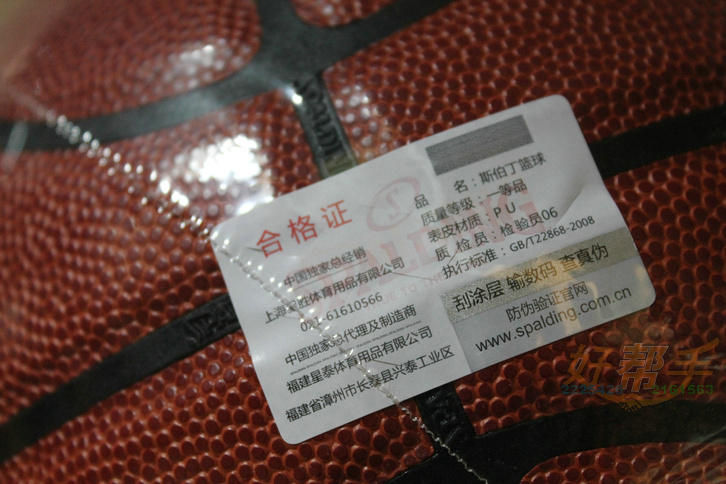 合格证
中国独家总经销
上海宝胜体育用品有限公司
021-61610566
中国独家总代理及制造商
福建星泰体育用品有限公司
福建省漳州市长泰县兴泰工业区
品 名：斯伯丁篮球
质量等级：一等品
表皮材质：PU
质 检 员：检验员06
执行标准：GB/T22868-2008
刮涂层 输数码 查真伪
防伪验证官网
www.spalding.com.cn
SPALDING
好帮手